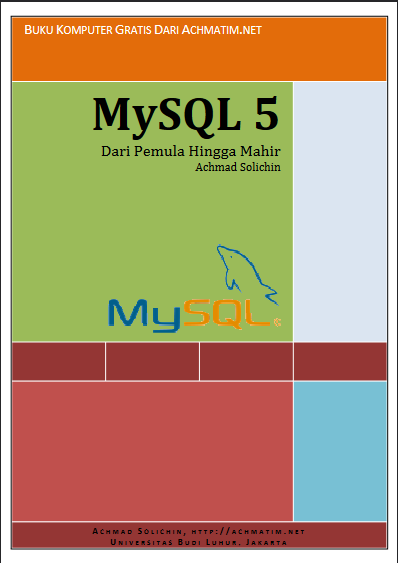 BUKU KOMPUTER GRATIS DARI ACHMATIM.NET
MySQL 5
Dari Pemula Hingga Mahir
Achmad Solichin
MySQL®
ACHMAD SOLICHIN, HTTP://ACHMATIM.NET
UNIVERSITAS BUDI LUHUR, JAKARTA